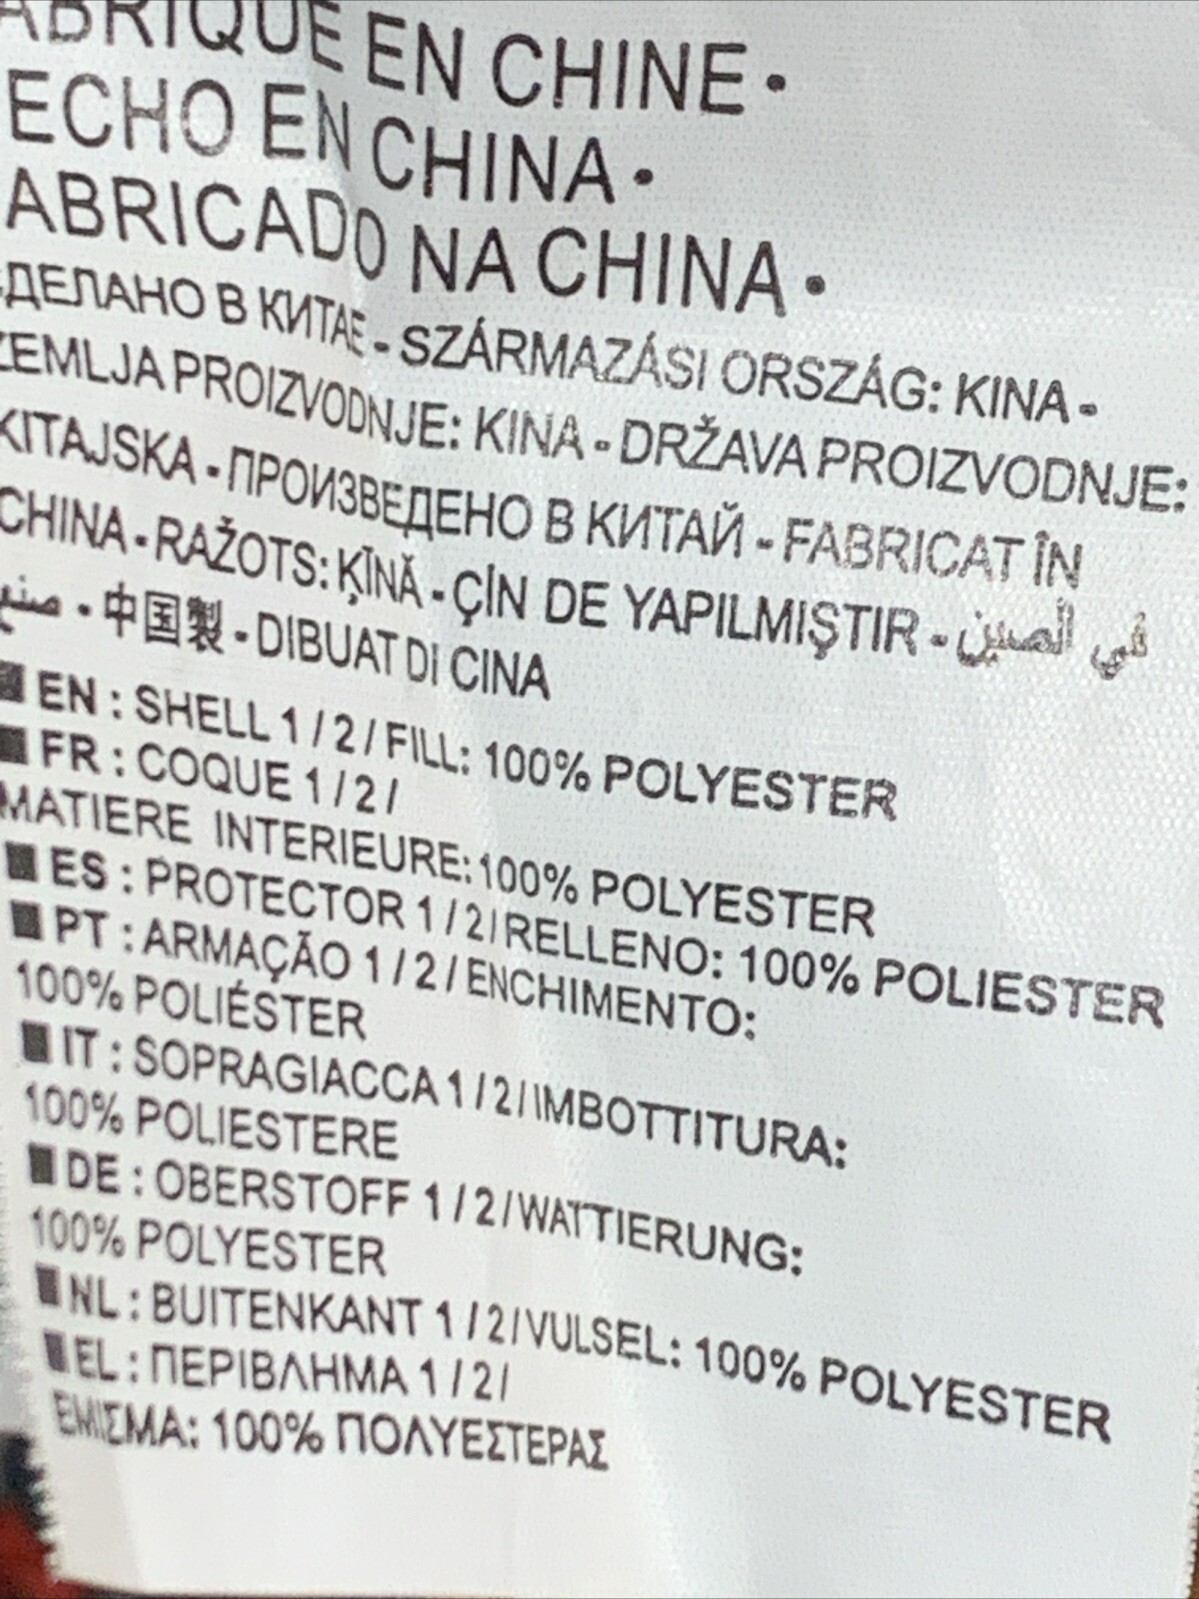 FABRIQUÉ EN CHINE •
ECHO EN CHINA •
ABRICADO NA CHINA •
СДЕЛАНО В КИТАЕ - SZÁRMAZÁSI ORSZÁG: KINA -
ZEMLJA PROIZVODNJE: KINA - DRŽAVA PROIZVODNJE:
KITAJSKA - ПРОИЗВЕДЕНО В КИТАЙ - FABRICAT ÎN
CHINA - RAŽOTS: ĶĪNĂ - ÇİN DE YAPILMIŞTIR - في الصين
صنع - 中国製 - DIBUAT DI CINA
■ EN : SHELL 1 / 2 / FILL: 100% POLYESTER
■ FR : COQUE 1 / 2 /
MATIERE INTERIEURE: 100% POLYESTER
■ ES : PROTECTOR 1 / 2 / RELLENO: 100% POLIESTER
■ PT : ARMAÇÃO 1 / 2 / ENCHIMENTO:
100% POLIÉSTER
■ IT : SOPRAGIACCA 1 / 2 / IMBOTTITURA:
100% POLIESTERE
■ DE : OBERSTOFF 1 / 2 / WATTIERUNG:
100% POLYESTER
■ NL : BUITENKANT 1 / 2 / VULSEL: 100% POLYESTER
■ EL : ΠΕΡΙΒΛΗΜΑ 1 / 2 /
ΕΜΙΣΜΑ: 100% ΠΟΛΥΕΣΤΕΡΑΣ